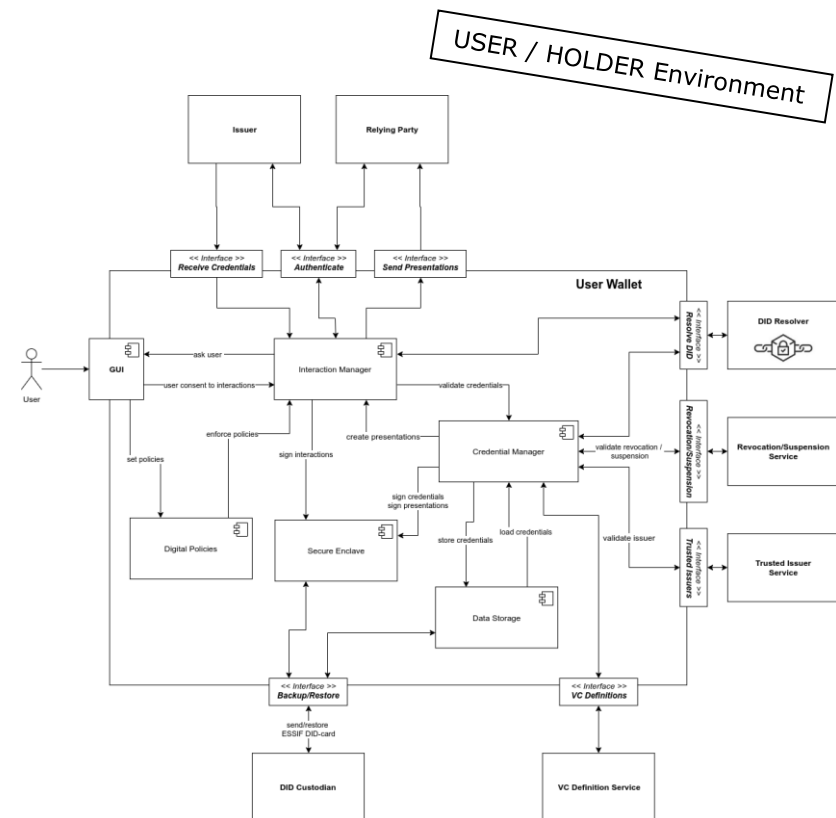 USER / HOLDER Environment
Issuer
Relying Party
<< Interface >>
Receive Credentials
<< Interface >>
Authenticate
<< Interface >>
Send Presentations
User Wallet
<< Interface >>
Resolve DID
DID Resolver
GUI
ask user
Interaction Manager
User
user consent to interactions
validate credentials
<< Interface >>
Revocation/Suspension
enforce policies
create presentations
Credential Manager
validate revocation /
suspension
Revocation/Suspension
Service
set policies
sign interactions
sign credentials
sign presentations
Digital Policies
Secure Enclave
store credentials
load credentials
validate issuer
<< Interface >>
Trusted Issuers
Trusted Issuer
Service
Data Storage
<< Interface >>
Backup/Restore
<< Interface >>
VC Definitions
send/restore
ESSIF DID-card
DID Custodian
VC Definition Service